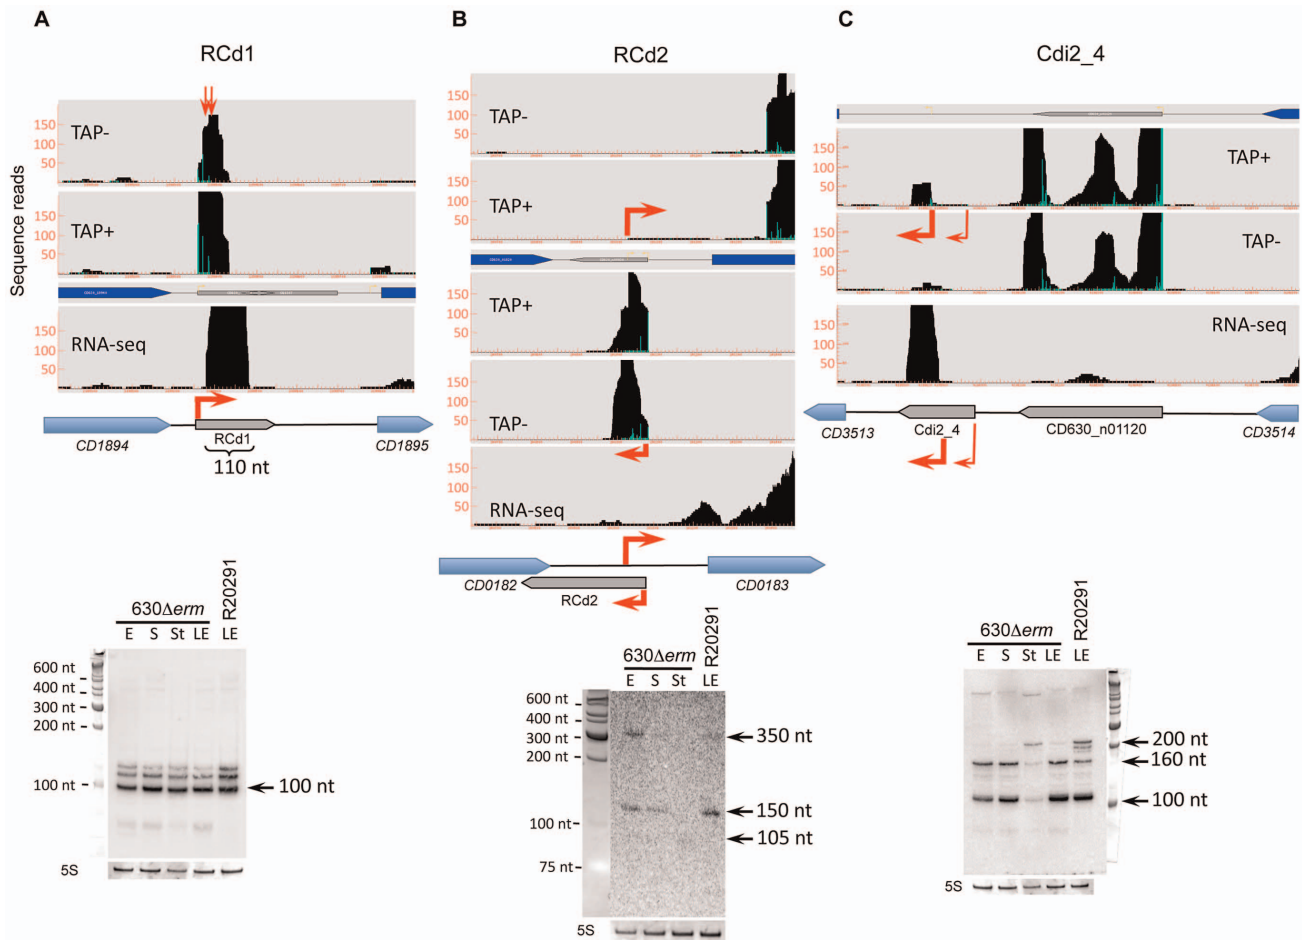 A
RCd1
Sequence reads
150
100
50
TAP-
150
100
50
TAP+
150
100
50
RNA-seq
CD1894
RCd1
CD1895
110 nt
630Δerm
R20291
E S St LE LE
600 nt
400 nt
300 nt
200 nt
100 nt
100 nt
5S
B
RCd2
150
100
50
TAP-
150
100
50
TAP+
150
100
50
TAP+
150
100
50
TAP-
150
100
50
RNA-seq
CD0182
RCd2
CD0183
630Δerm
R20291
E S St LE
600 nt
400 nt
300 nt
200 nt
100 nt
75 nt
350 nt
150 nt
105 nt
5S
C
Cdi2_4
150
100
50
TAP+
150
100
50
TAP-
150
100
50
RNA-seq
CD3513
Cdi2_4
CD630_n01120
CD3514
630Δerm
R20291
E S St LE LE
200 nt
160 nt
100 nt
5S